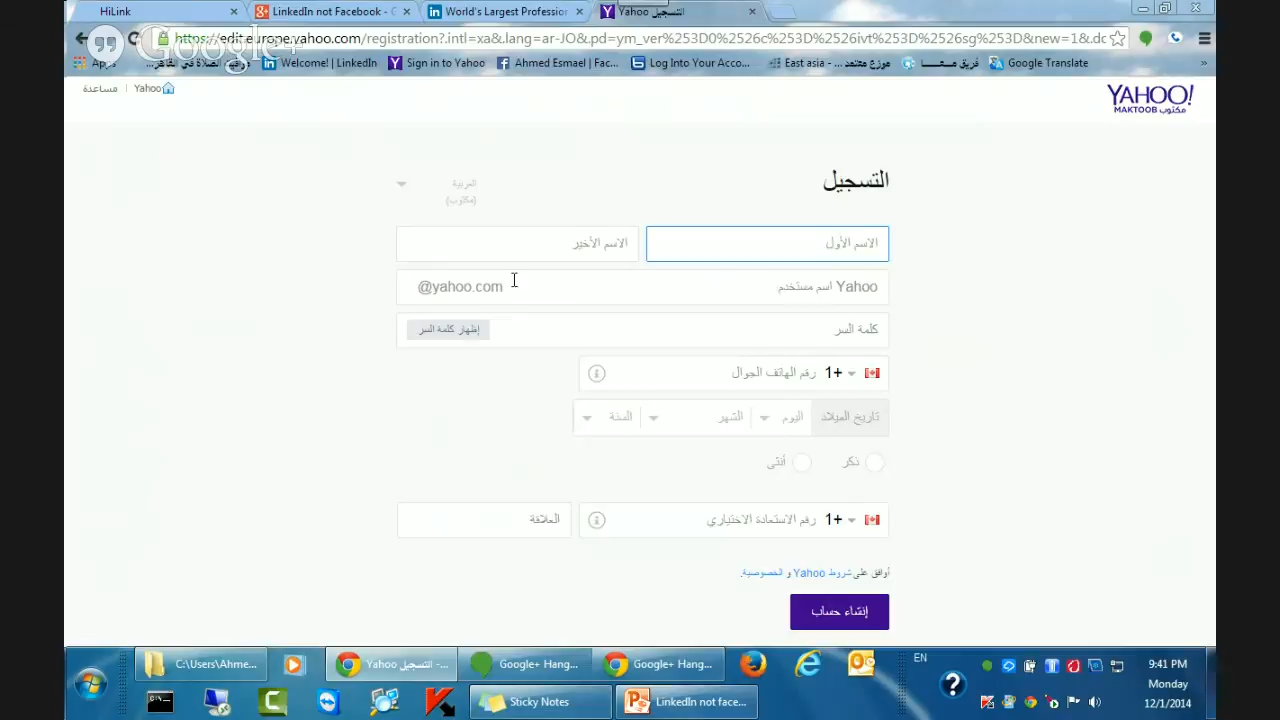 HiLink
LinkedIn not Facebook - G
World's Largest Profession
Yahoo التسجيل
https://edit.europe.yahoo.com/registration?.intl=xa&lang=ar-JO&.pd=ym_ver%253D0%2526c%253D%2526ivt%253D%2526sg%253D&new=1&.dc
Google+
Apps
Welcome! | LinkedIn
Sign in to Yahoo
Ahmed Esmael | Fac...
Log Into Your Acco...
East asia - موزع معتمد...
Google Translate
»
مساعدة | Yahoo
YAHOO!
MAKTOOB مكتوب
التسجيل
العربية
(مكتوب)
الاسم الأول
الاسم الأخير
Yahoo اسم مستخدم
@yahoo.com
كلمة السر
إظهار كلمة السر
+1 رقم الهاتف الجوال
تاريخ الميلاد اليوم الشهر السنة
ذكر أنثى
+1 رقم الاستعادة الاختياري
العلاقة
أوافق على شروط Yahoo و الخصوصية.
إنشاء حساب
C:\Users\Ahme...
Yahoo التسجيل -...
Google+ Hang...
Google+ Hang...
EN
9:41 PM
Monday
12/1/2014
Sticky Notes
LinkedIn not face...